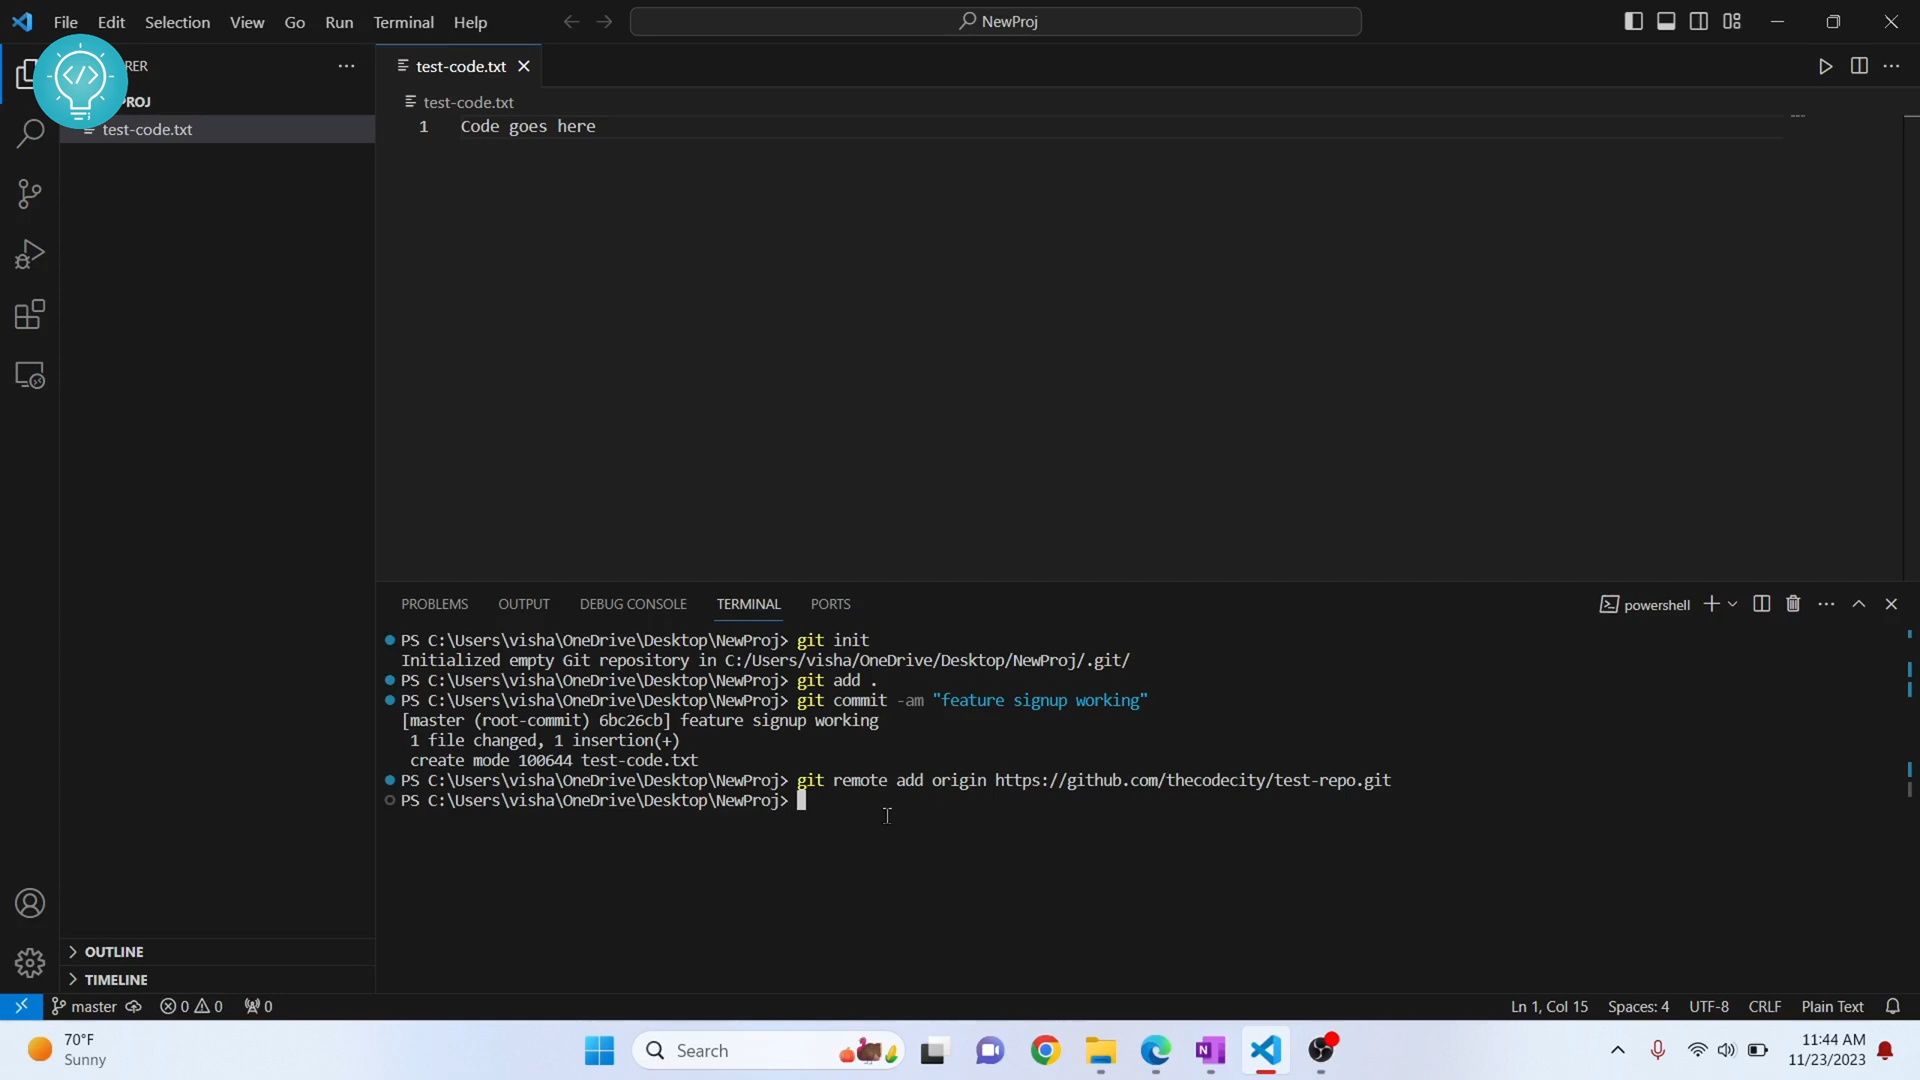 File Edit Selection View Go Run Terminal Help
NewProj
RER
test-code.txt
PROJ
test-code.txt
test-code.txt
1 Code goes here
PROBLEMS OUTPUT DEBUG CONSOLE TERMINAL PORTS
powershell
PS C:\Users\visha\OneDrive\Desktop\NewProj> git init
Initialized empty Git repository in C:/Users/visha/OneDrive/Desktop/NewProj/.git/
PS C:\Users\visha\OneDrive\Desktop\NewProj> git add .
PS C:\Users\visha\OneDrive\Desktop\NewProj> git commit -am "feature signup working"
[master (root-commit) 6bc26cb] feature signup working
1 file changed, 1 insertion(+)
create mode 100644 test-code.txt
PS C:\Users\visha\OneDrive\Desktop\NewProj> git remote add origin https://github.com/thecodecity/test-repo.git
PS C:\Users\visha\OneDrive\Desktop\NewProj>
OUTLINE
TIMELINE
master 0 0 0
Ln 1, Col 15 Spaces: 4 UTF-8 CRLF Plain Text
70°F
Sunny
Search
11:44 AM
11/23/2023